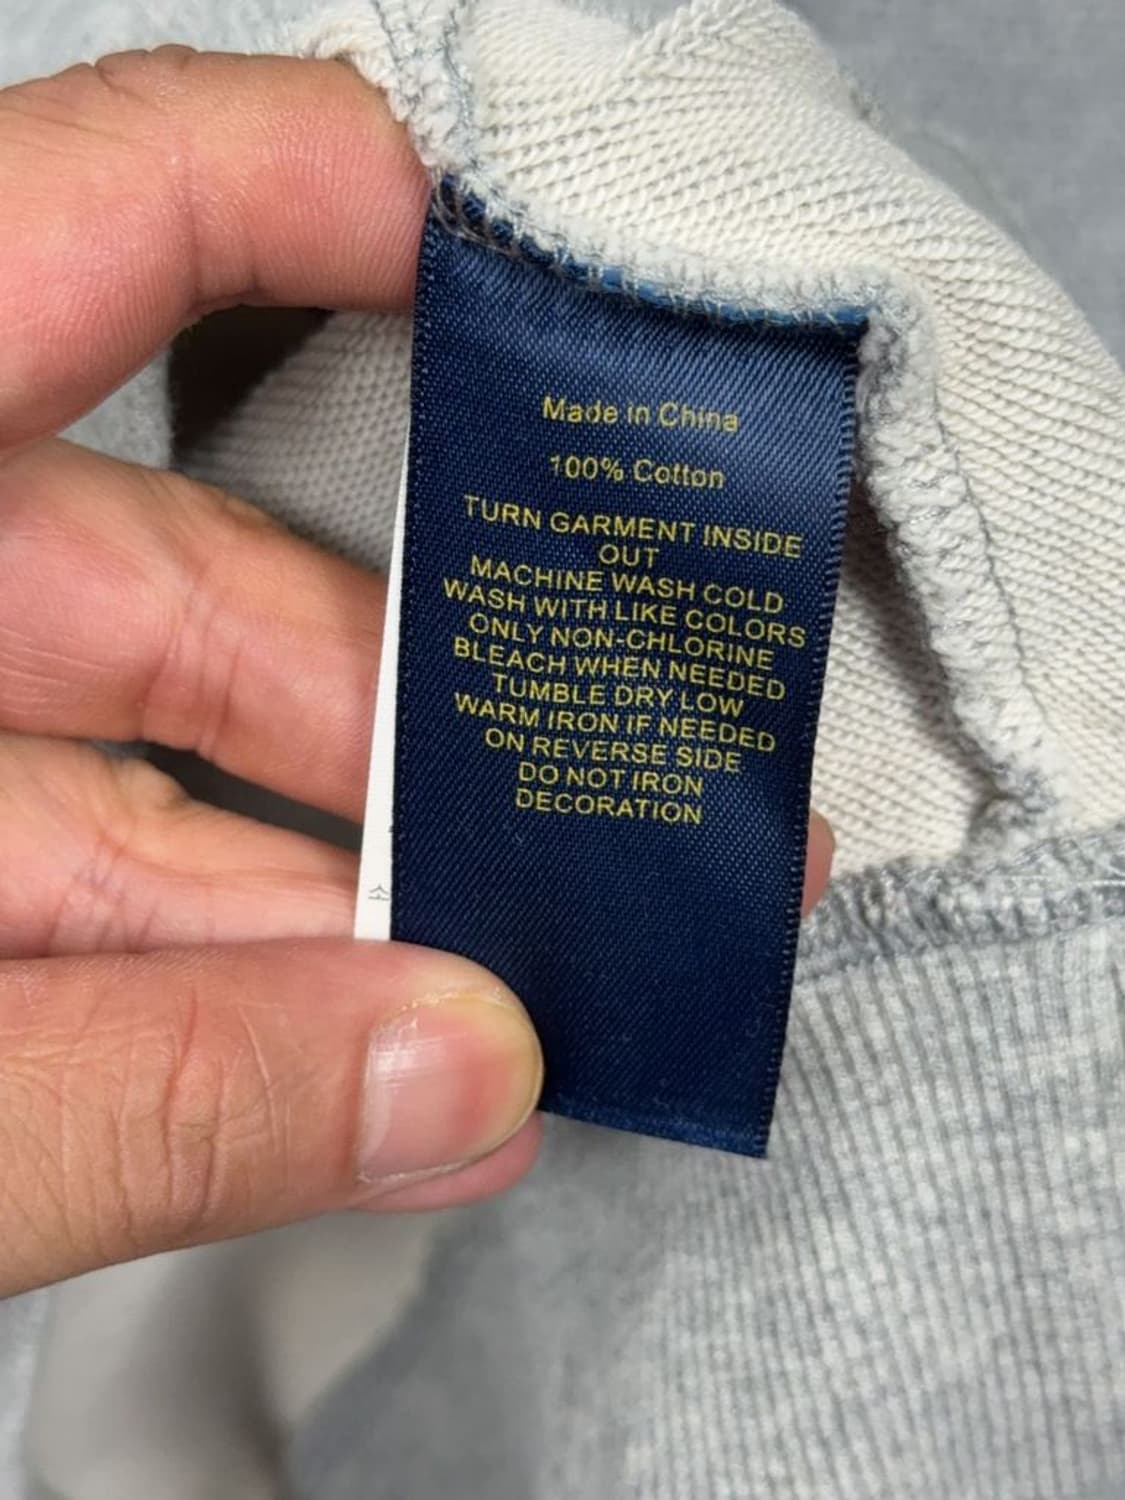 Made in China
100% Cotton
TURN GARMENT INSIDE
OUT
MACHINE WASH COLD
WASH WITH LIKE COLORS
ONLY NON-CHLORINE
BLEACH WHEN NEEDED
TUMBLE DRY LOW
WARM IRON IF NEEDED
ON REVERSE SIDE
DO NOT IRON
DECORATION